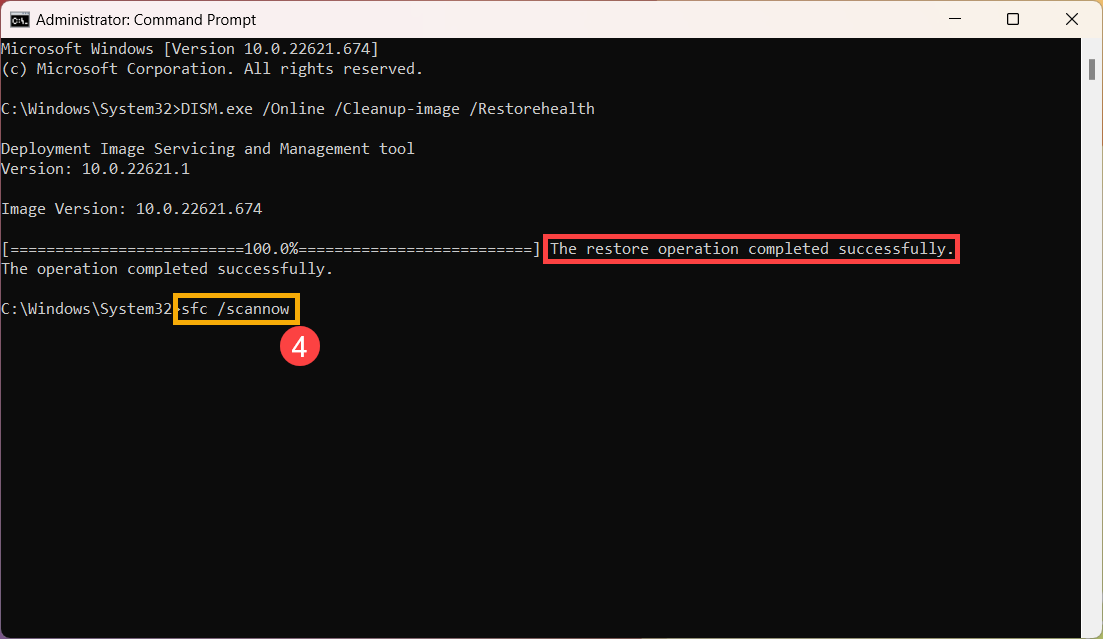 Administrator: Command Prompt
Microsoft Windows [Version 10.0.22621.674]
(c) Microsoft Corporation. All rights reserved.
C:\Windows\System32>DISM.exe /Online /Cleanup-image /Restorehealth
Deployment Image Servicing and Management tool
Version: 10.0.22621.1
Image Version: 10.0.22621.674
[==========================100.0%==========================] The restore operation completed successfully.
The operation completed successfully.
C:\Windows\System32>sfc /scannow
4